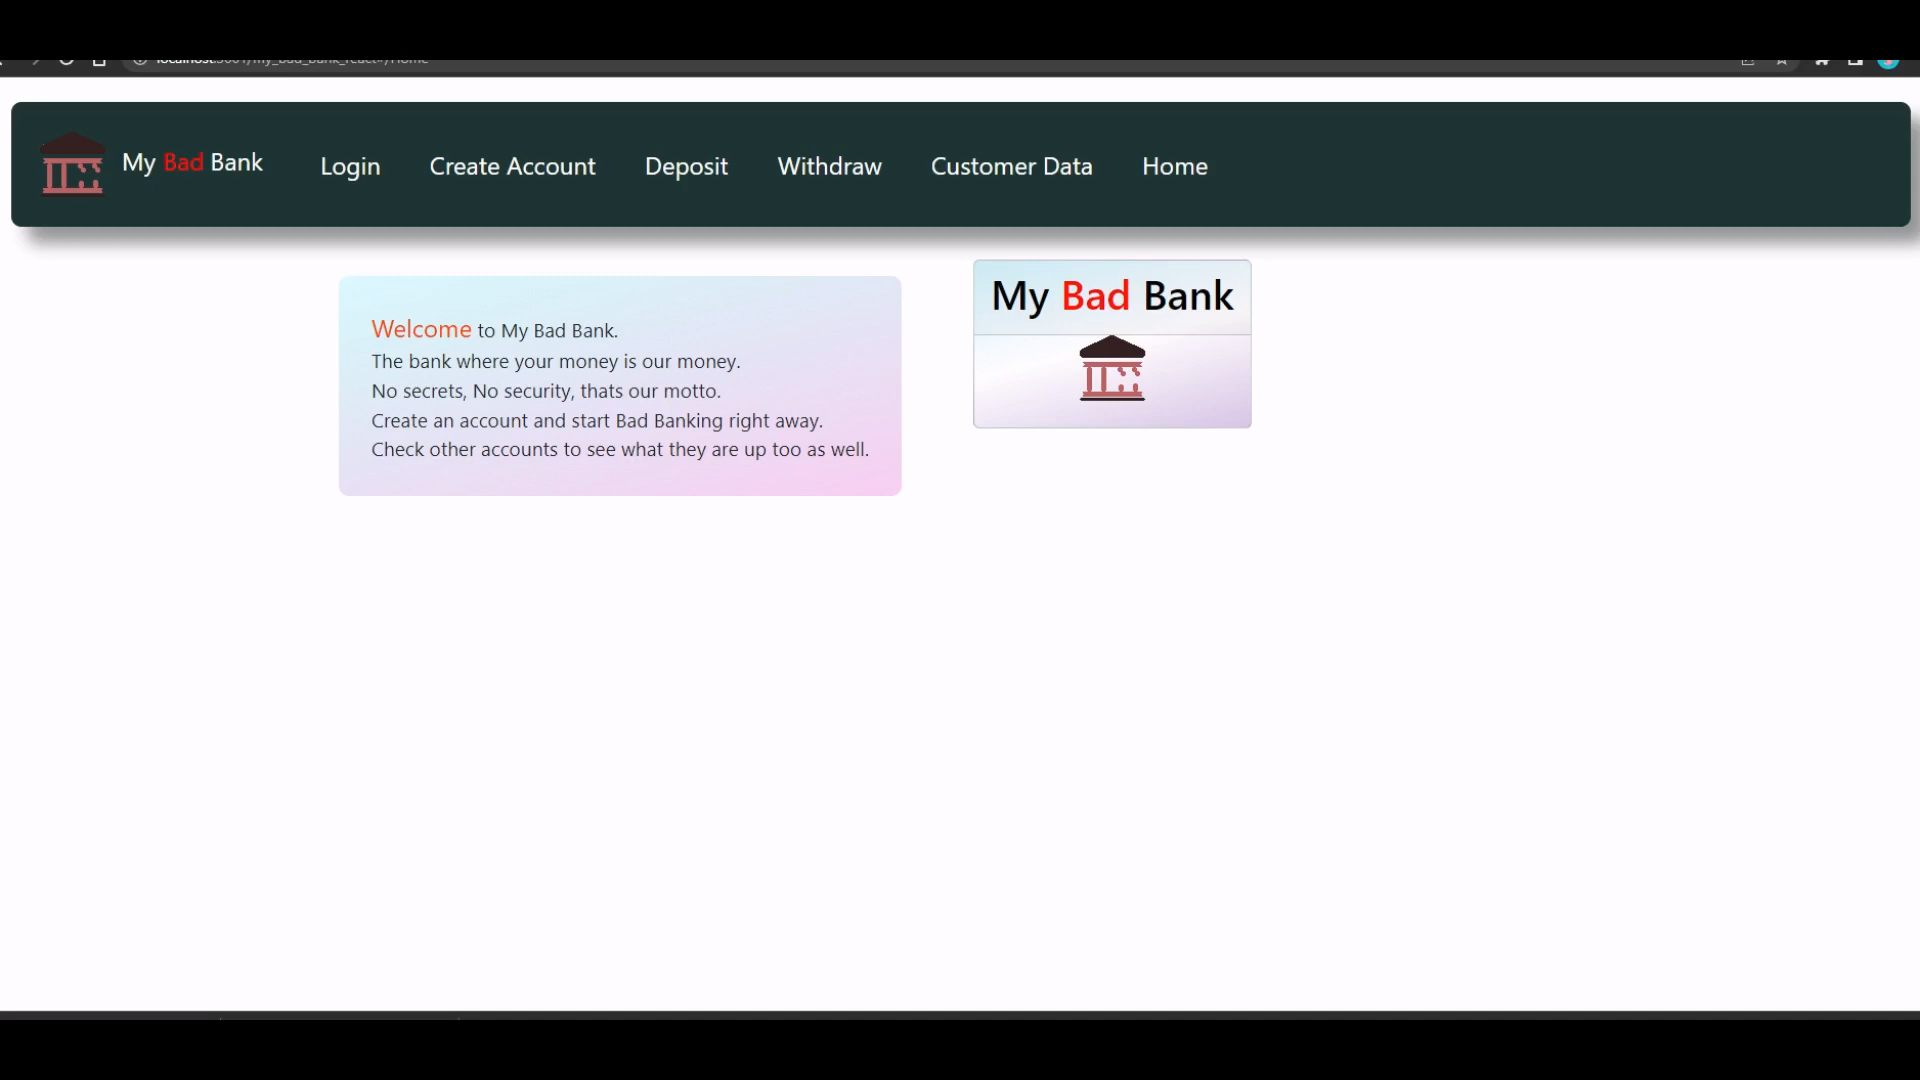 My Bad Bank Login Create Account Deposit Withdraw Customer Data Home
Welcome to My Bad Bank.
The bank where your money is our money.
No secrets, No security, thats our motto.
Create an account and start Bad Banking right away.
Check other accounts to see what they are up too as well.
My Bad Bank